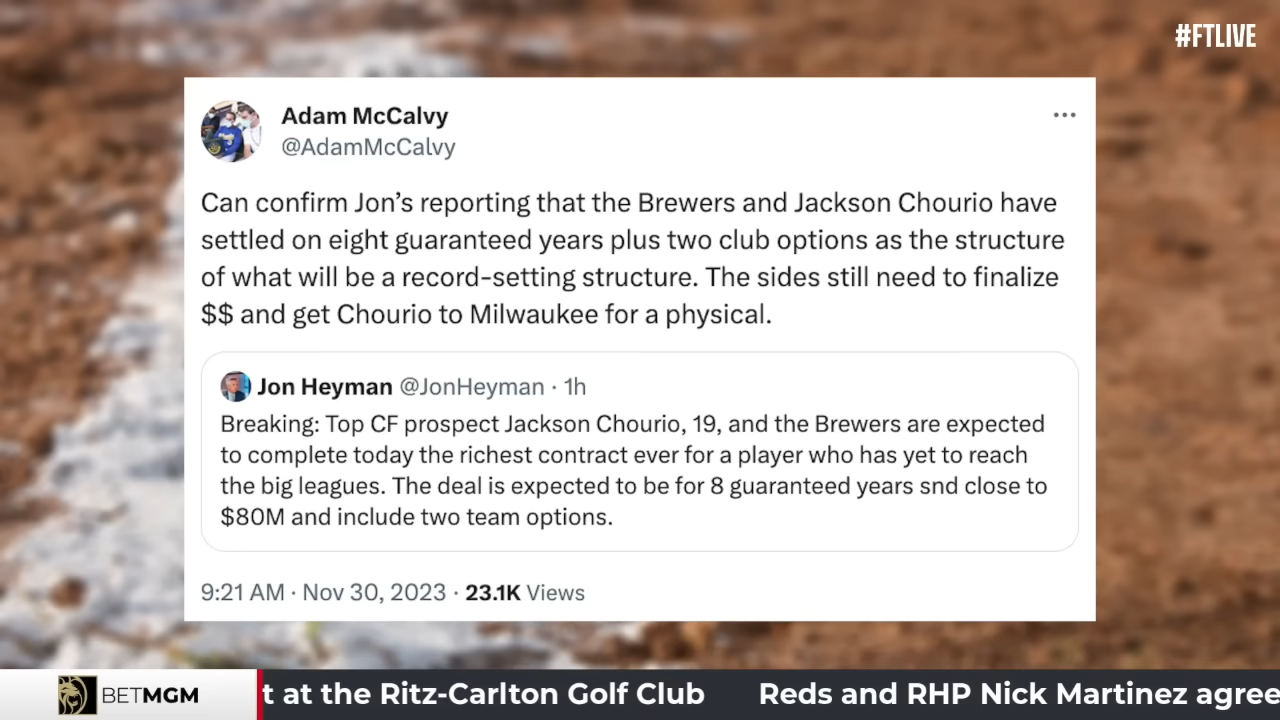 #FTLIVE
Adam McCalvy
@AdamMcCalvy
Can confirm Jon’s reporting that the Brewers and Jackson Chourio have
settled on eight guaranteed years plus two club options as the structure
of what will be a record-setting structure. The sides still need to finalize
$$ and get Chourio to Milwaukee for a physical.
Jon Heyman @JonHeyman · 1h
Breaking: Top CF prospect Jackson Chourio, 19, and the Brewers are expected
to complete today the richest contract ever for a player who has yet to reach
the big leagues. The deal is expected to be for 8 guaranteed years snd close to
$80M and include two team options.
9:21 AM · Nov 30, 2023 · 23.1K Views
BETMGM
t at the Ritz-Carlton Golf Club Reds and RHP Nick Martinez agree